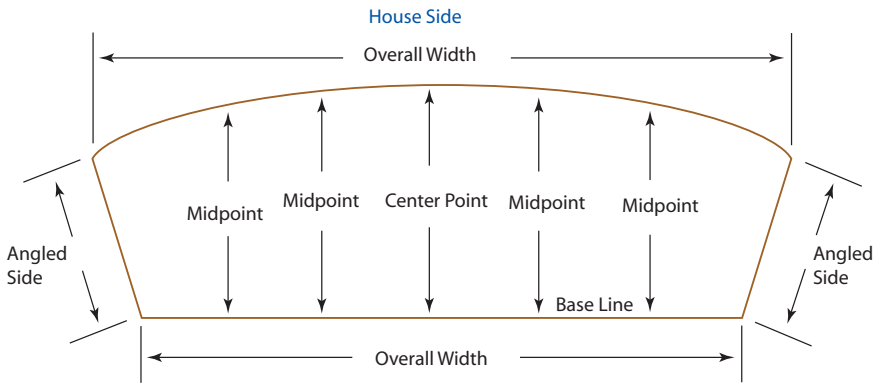 House Side
Overall Width
Midpoint
Midpoint
Center Point
Midpoint
Midpoint
Angled
Side
Angled
Side
Base Line
Overall Width